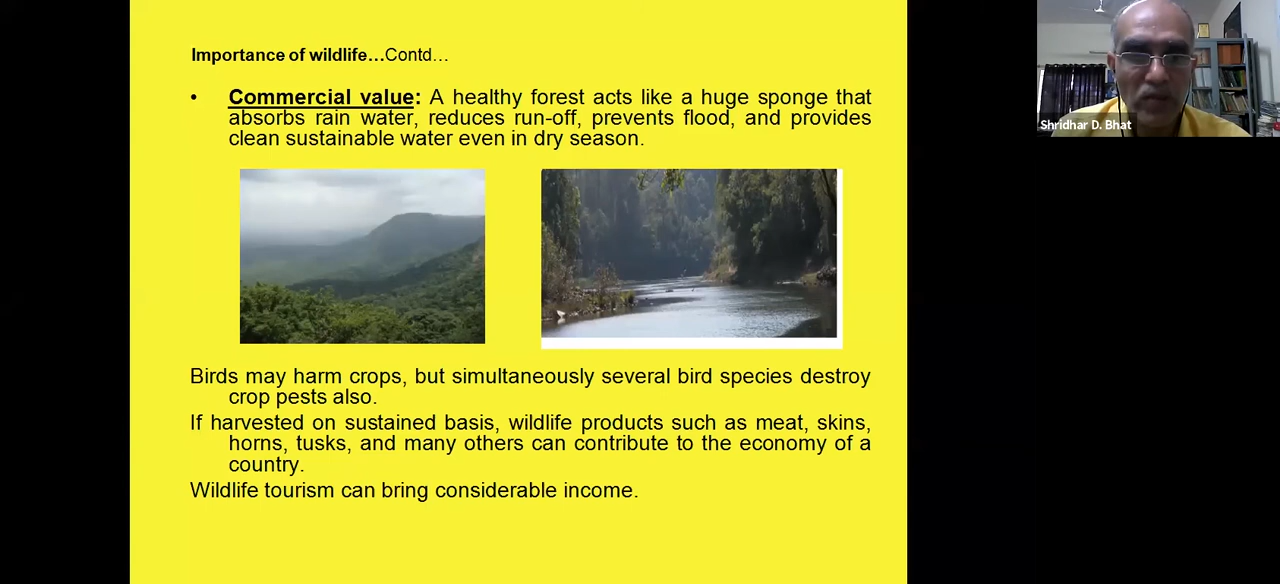 Importance of wildlife…Contd…
• Commercial value: A healthy forest acts like a huge sponge that
absorbs rain water, reduces run-off, prevents flood, and provides
clean sustainable water even in dry season.
Birds may harm crops, but simultaneously several bird species destroy
crop pests also.
If harvested on sustained basis, wildlife products such as meat, skins,
horns, tusks, and many others can contribute to the economy of a
country.
Wildlife tourism can bring considerable income.
Shridhar D. Bhat